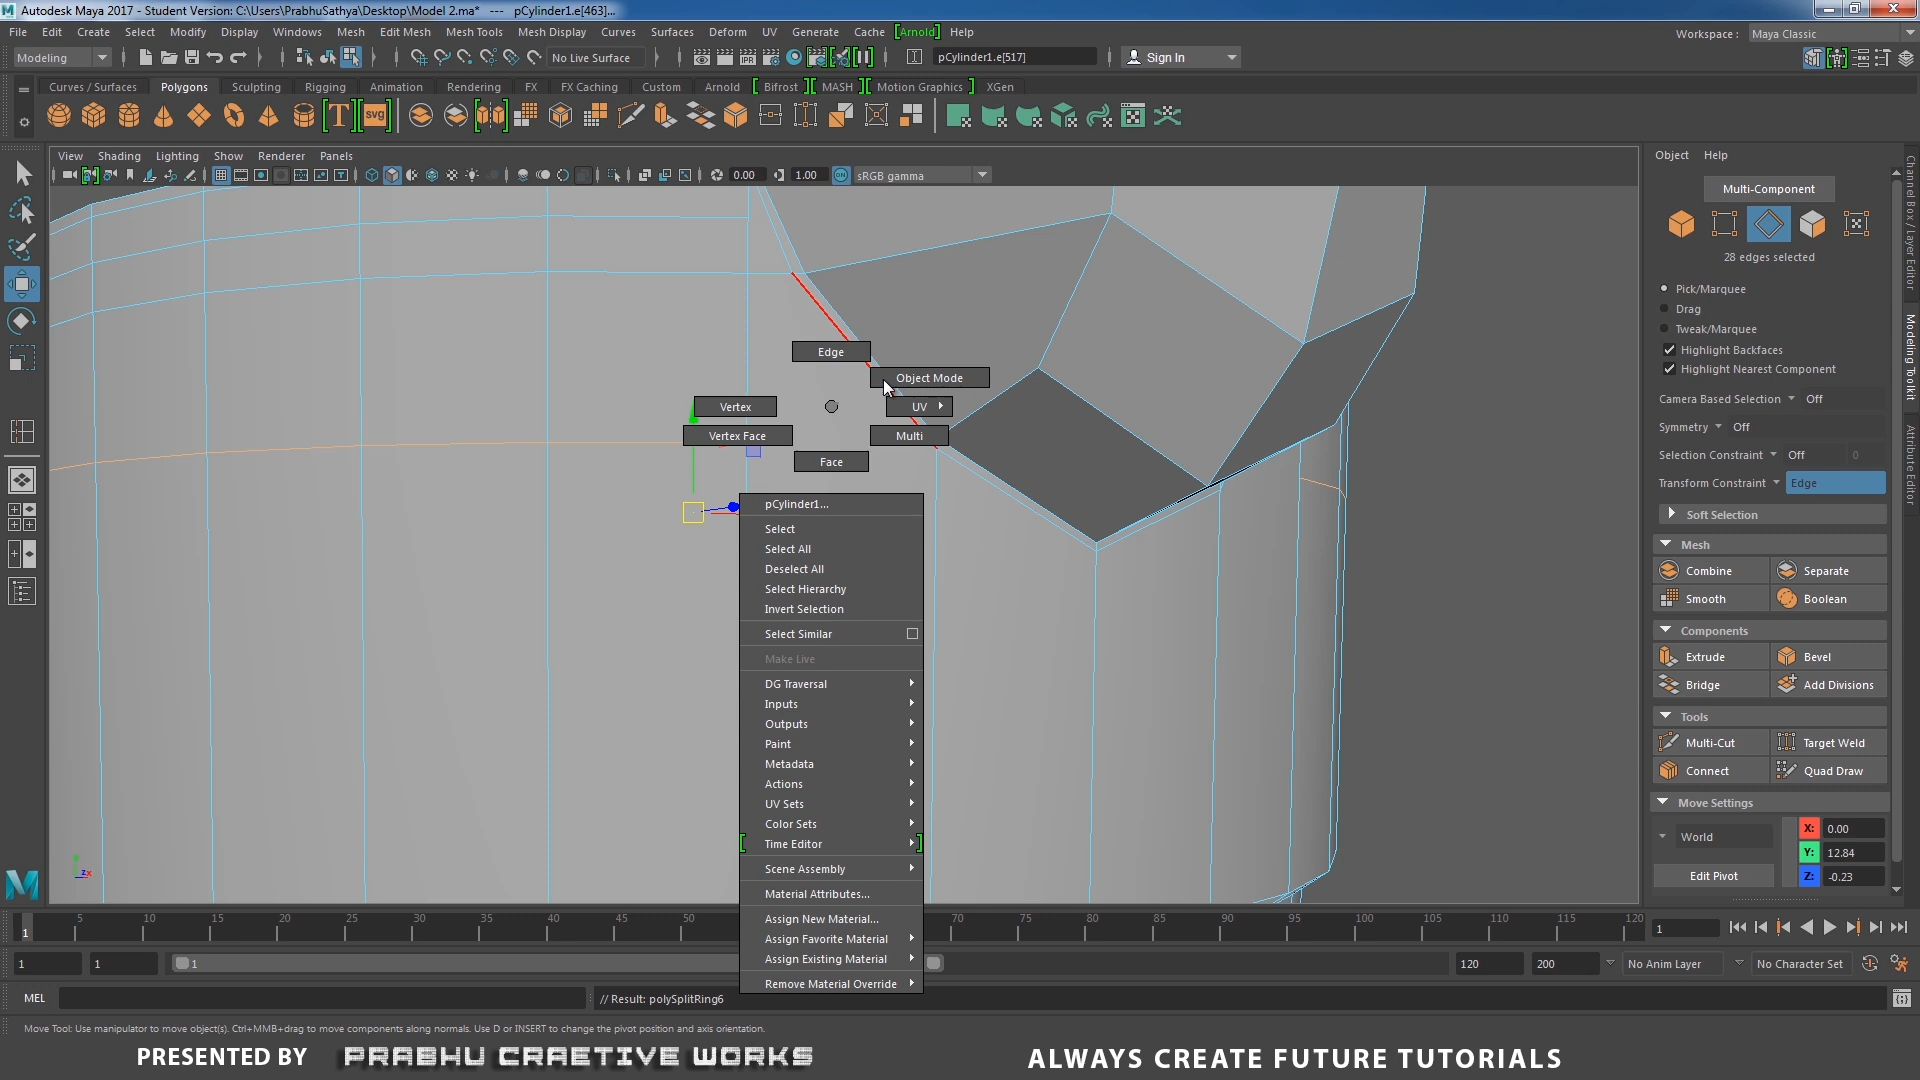 Autodesk Maya 2017 - Student Version: C:\Users\PrabhuSathya\Desktop\Model 2.ma* --- pCylinder1.e[463]...
File Edit Create Select Modify Display Windows Mesh Edit Mesh Mesh Tools Mesh Display Curves Surfaces Deform UV Generate Cache [Arnold] Help
Workspace : Maya Classic
Modeling No Live Surface pCylinder1.e[517] Sign In
Curves / Surfaces Polygons Sculpting Rigging Animation Rendering FX FX Caching Custom Arnold [ Bifrost ] [ MASH ] [ Motion Graphics ] XGen
View Shading Lighting Show Renderer Panels
0.00 1.00 sRGB gamma
Edge
Object Mode
Vertex
UV
Vertex Face
Multi
Face
pCylinder1...
Select
Select All
Deselect All
Select Hierarchy
Invert Selection
Select Similar
Make Live
DG Traversal
Inputs
Outputs
Paint
Metadata
Actions
UV Sets
Color Sets
Time Editor
Scene Assembly
Material Attributes...
Assign New Material...
Assign Favorite Material
Assign Existing Material
Remove Material Override
Object Help
Multi-Component
28 edges selected
Pick/Marquee
Drag
Tweak/Marquee
Highlight Backfaces
Highlight Nearest Component
Camera Based Selection Off
Symmetry Off
Selection Constraint Off 0
Transform Constraint Edge
Soft Selection
Mesh
Combine Separate
Smooth Boolean
Components
Extrude Bevel
Bridge Add Divisions
Tools
Multi-Cut Target Weld
Connect Quad Draw
Move Settings
World
X: 0.00
Y: 12.84
Edit Pivot Z: -0.23
Channel Box / Layer Editor
Modeling Toolkit
Attribute Editor
1 5 10 15 20 25 30 35 40 45 50 70 75 80 85 90 95 100 105 110 115 120
1
1 1 1 120 200 No Anim Layer No Character Set
MEL // Result: polySplitRing6
Move Tool: Use manipulator to move object(s). Ctrl+MMB+drag to move components along normals. Use D or INSERT to change the pivot position and axis orientation.
PRESENTED BY PRABHU CRAETIVE WORKS ALWAYS CREATE FUTURE TUTORIALS